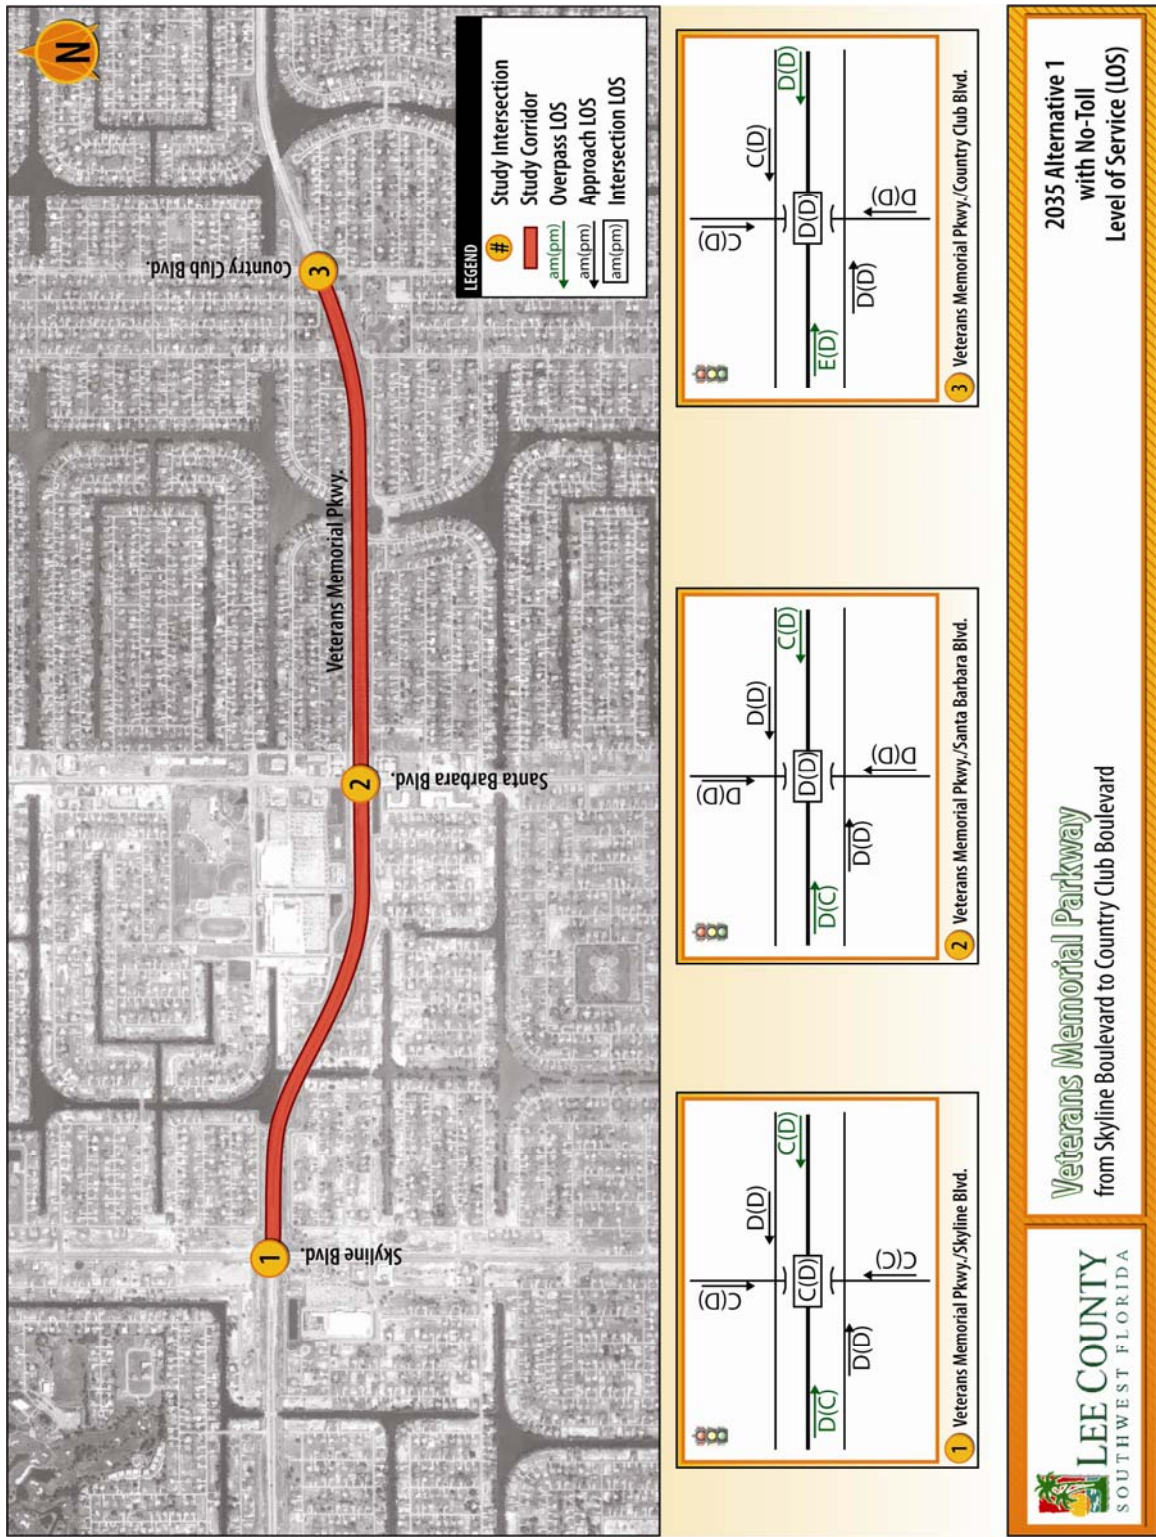 N
Country Club Blvd.
3
Veterans Memorial Pkwy.
Santa Barbara Blvd.
2
Skyline Blvd.
1
LEGEND
# Study Intersection
Study Corridor
am(pm) Overpass LOS
am(pm) Approach LOS
am(pm) Intersection LOS
C(D)
D(D)
C(D)
C(D)
D(C)
D(D)
C(C)
1 Veterans Memorial Pkwy./Skyline Blvd.
D(D)
D(D)
C(D)
D(D)
D(C)
D(D)
D(D)
2 Veterans Memorial Pkwy./Santa Barbara Blvd.
C(D)
C(D)
D(D)
D(D)
E(D)
D(D)
D(D)
3 Veterans Memorial Pkwy./Country Club Blvd.
LEE COUNTY
SOUTHWEST FLORIDA
Veterans Memorial Parkway
from Skyline Boulevard to Country Club Boulevard
2035 Alternative 1
with No-Toll
Level of Service (LOS)